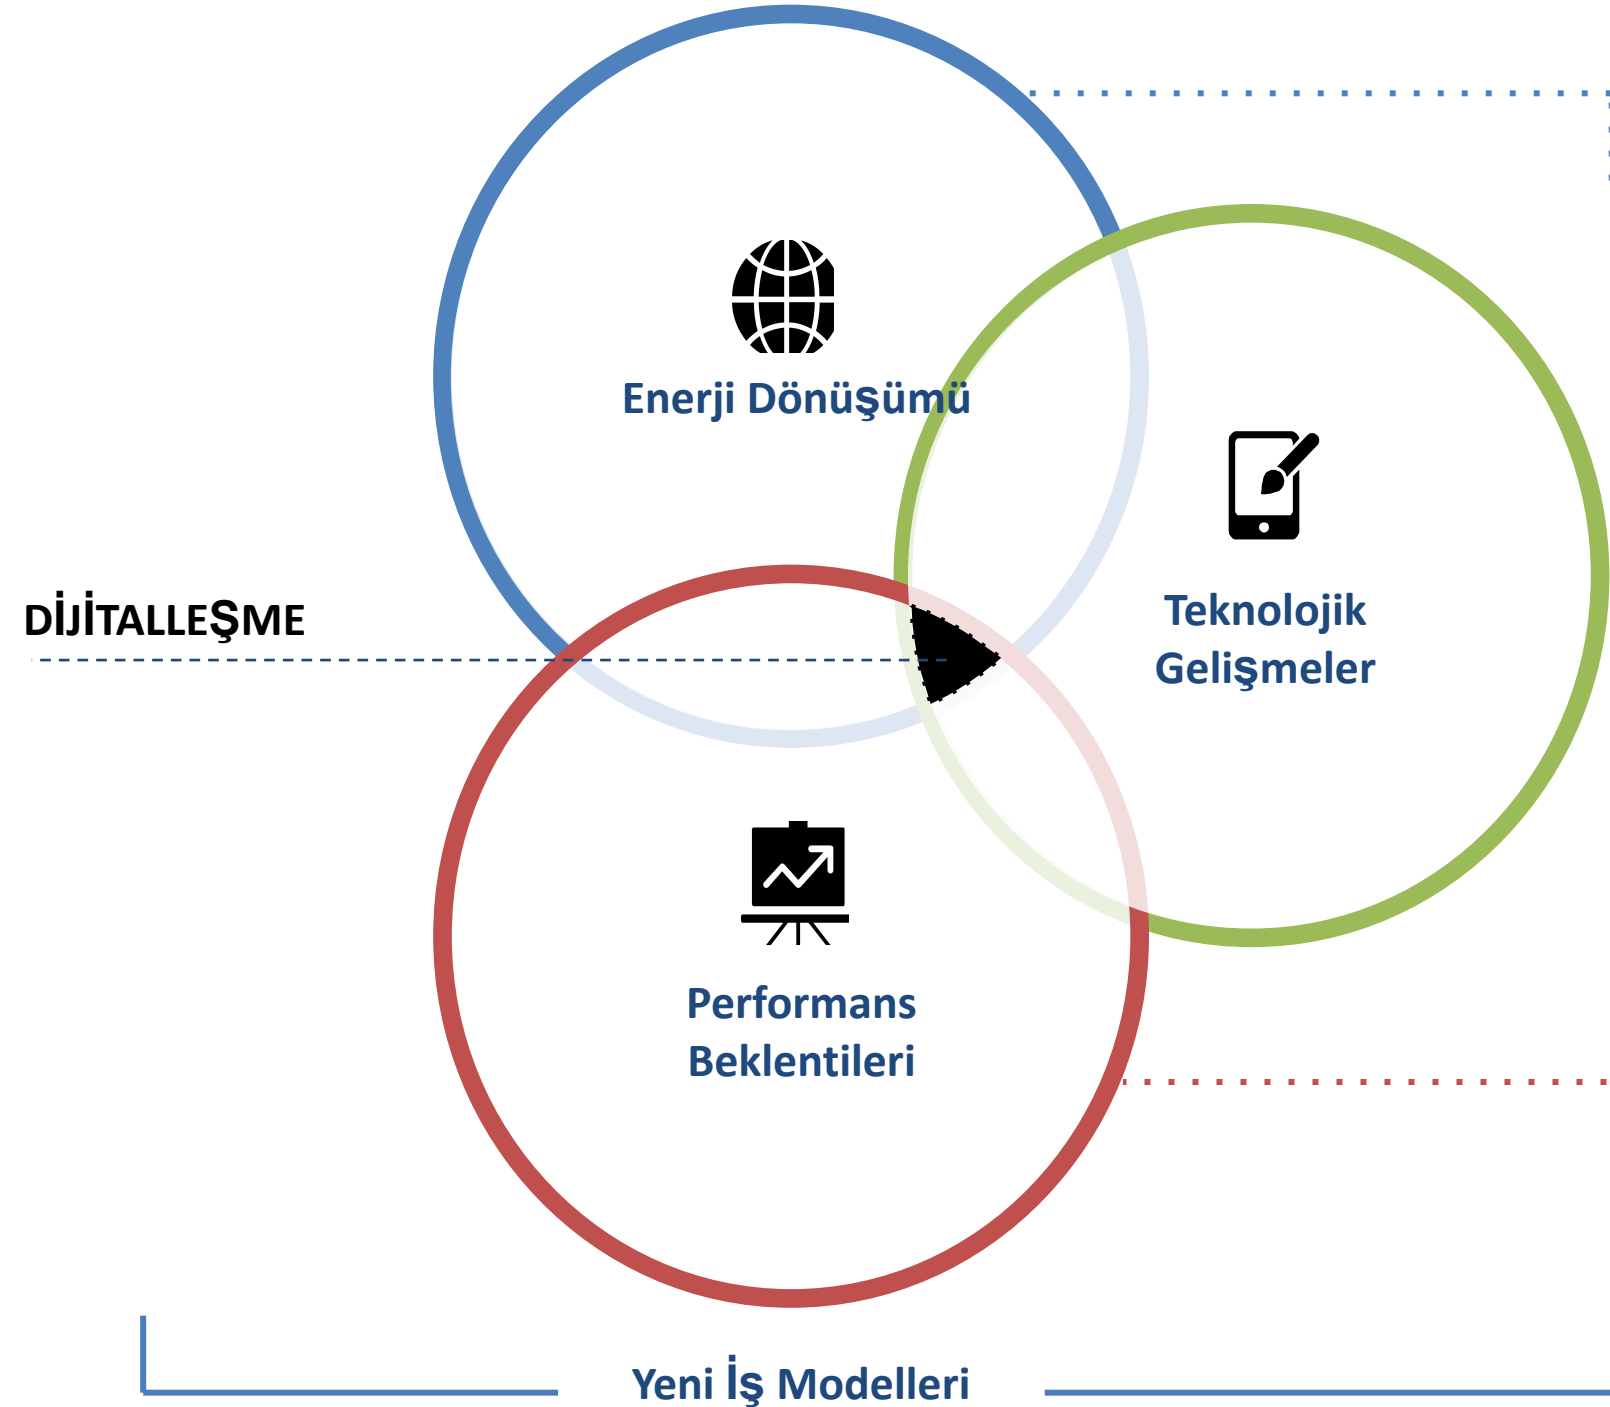 Enerji Dönüşümü
DİJİTALLEŞME
Teknolojik
Gelişmeler
Performans
Beklentileri
Yeni İş Modelleri